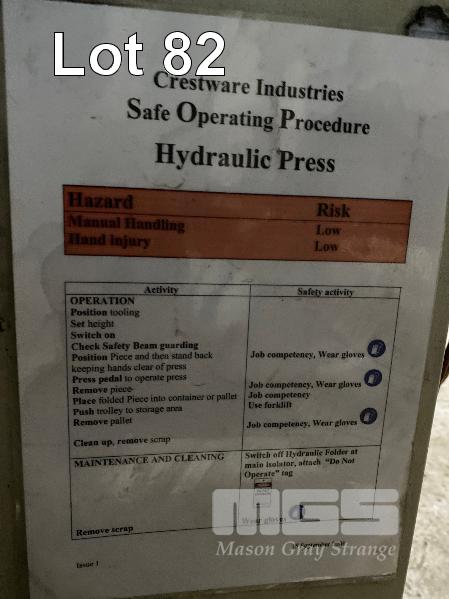 Lot 82
Crestware Industries
Safe Operating Procedure
Hydraulic Press
Hazard Risk
Manual Handling Low
Hand injury Low
Activity Safety activity
OPERATION
Position tooling
Set height
Switch on
Check Safety Beam guarding
Position Piece and then stand back Job competency, Wear gloves
keeping hands clear of press
Press pedal to operate press Job competency, Wear gloves
Remove piece Job competency
Place folded Piece into container or pallet Use forklift
Push trolley to storage area
Remove pallet Job competency, Wear gloves
Clean up, remove scrap
MAINTENANCE AND CLEANING Switch off Hydraulic Folder at
main isolator, attach "Do Not
Operate" tag
Remove scrap Wear gloves
Issue 1 September
MGS
Mason Gray Strange